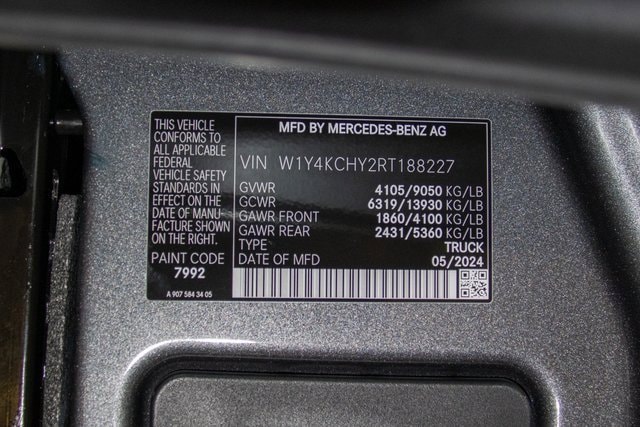 THIS VEHICLE
CONFORMS TO
ALL APPLICABLE
FEDERAL
VEHICLE SAFETY
STANDARDS IN
EFFECT ON THE
DATE OF MANU-
FACTURE SHOWN
ON THE RIGHT.
PAINT CODE
7992
A 907 584 34 05
MFD BY MERCEDES-BENZ AG
VIN W1Y4KCHY2RT188227
GVWR 4105/9050 KG/LB
GCWR 6319/13930 KG/LB
GAWR FRONT 1860/4100 KG/LB
GAWR REAR 2431/5360 KG/LB
TYPE TRUCK
DATE OF MFD 05/2024